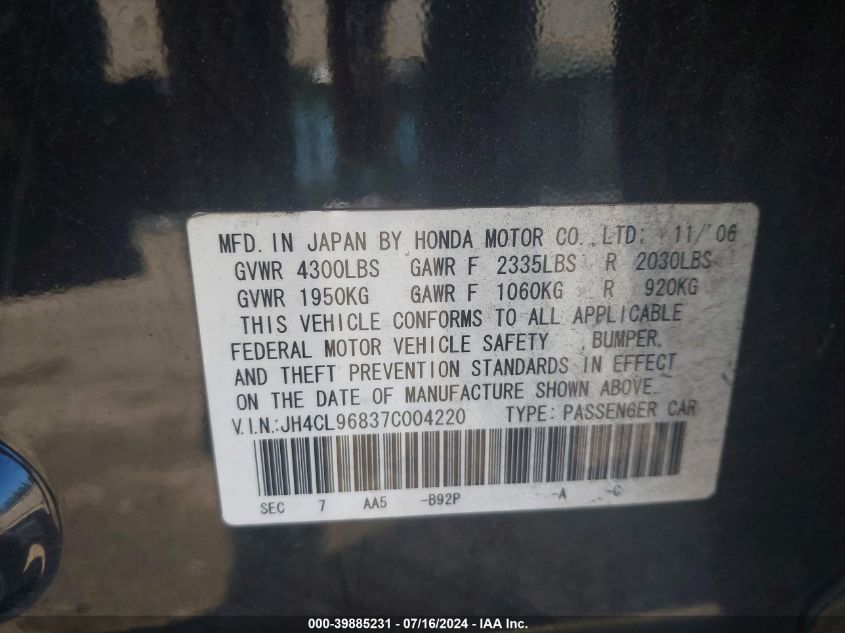 MFD. IN JAPAN BY HONDA MOTOR CO., LTD. 11/'06
GVWR 4300LBS GAWR F 2335LBS R 2030LBS
GVWR 1950KG GAWR F 1060KG R 920KG
THIS VEHICLE CONFORMS TO ALL APPLICABLE
FEDERAL MOTOR VEHICLE SAFETY ,BUMPER,
AND THEFT PREVENTION STANDARDS IN EFFECT
ON THE DATE OF MANUFACTURE SHOWN ABOVE.
V.I.N.:JH4CL96837C004220 TYPE: PASSENGER CAR
SEC 7 AA5 -B92P -A -C
000-39885231 - 07/16/2024 - IAA Inc.